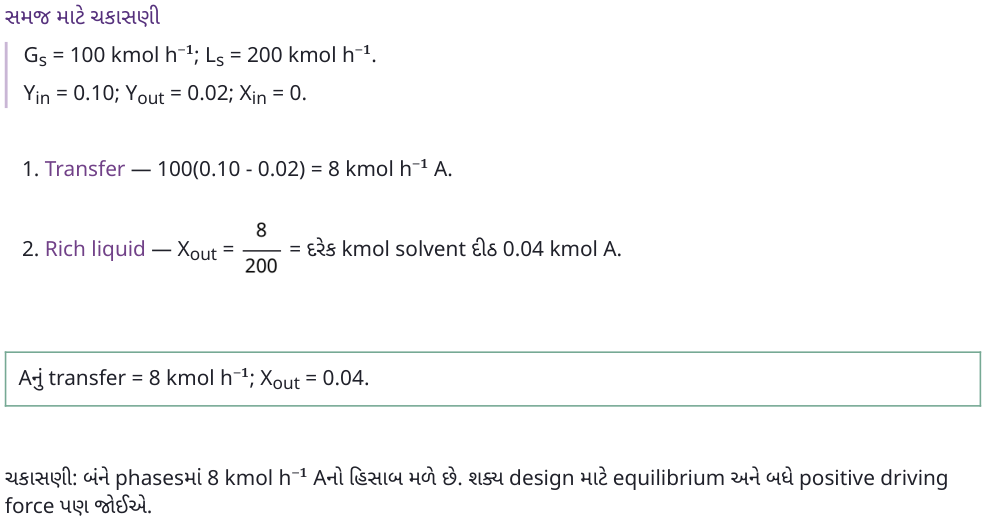 સમજ માટે ચકાસણી
Gₛ = 100 kmol h⁻¹; Lₛ = 200 kmol h⁻¹.
Yin = 0.10; Yout = 0.02; Xin = 0.
1. Transfer — 100(0.10 - 0.02) = 8 kmol h⁻¹ A.
2. Rich liquid — Xout = 8/200 = દરેક kmol solvent દીઠ 0.04 kmol A.
Aનું transfer = 8 kmol h⁻¹; Xout = 0.04.
ચકાસણી: બંને phasesમાં 8 kmol h⁻¹ Aનો હિસાબ મળે છે. શક્ય design માટે equilibrium અને બધે positive driving
force પણ જોઈએ.